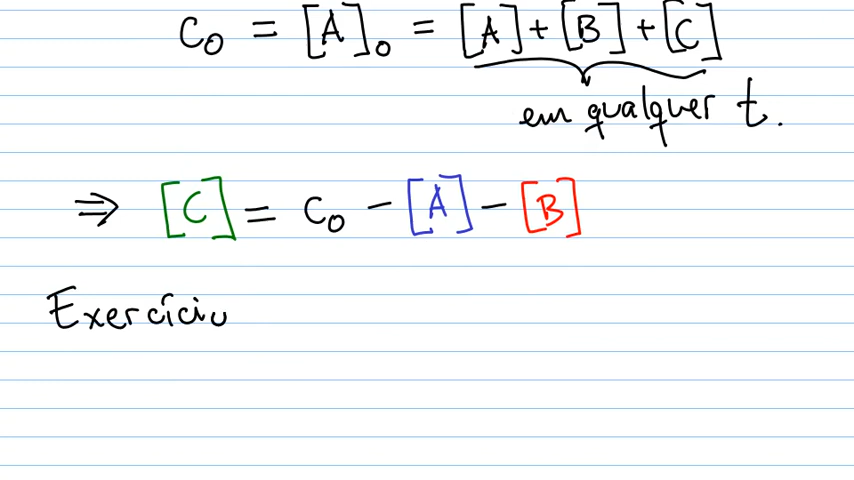 c₀ = [A]₀ = [A] + [B] + [C]
em qualquer t.
⇒ [C] = c₀ − [A] − [B]
Exercício